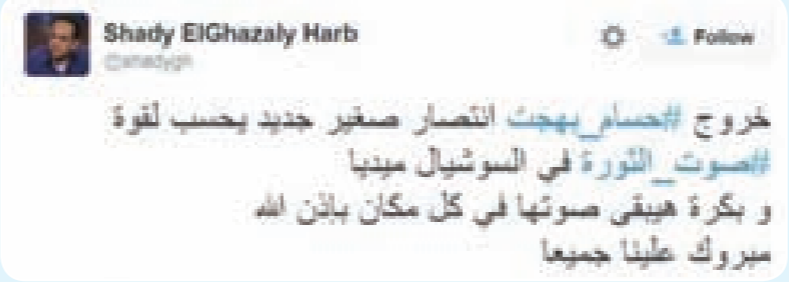 Shady ElGhazaly Harb
@shadygh
Follow
خروج #حسام_بهجت انتصار صغير جديد يحسب لقوة
#صوت_الثورة في السوشيال ميديا
و بكرة هيبقى صوتها في كل مكان بإذن الله
مبروك علينا جميعا